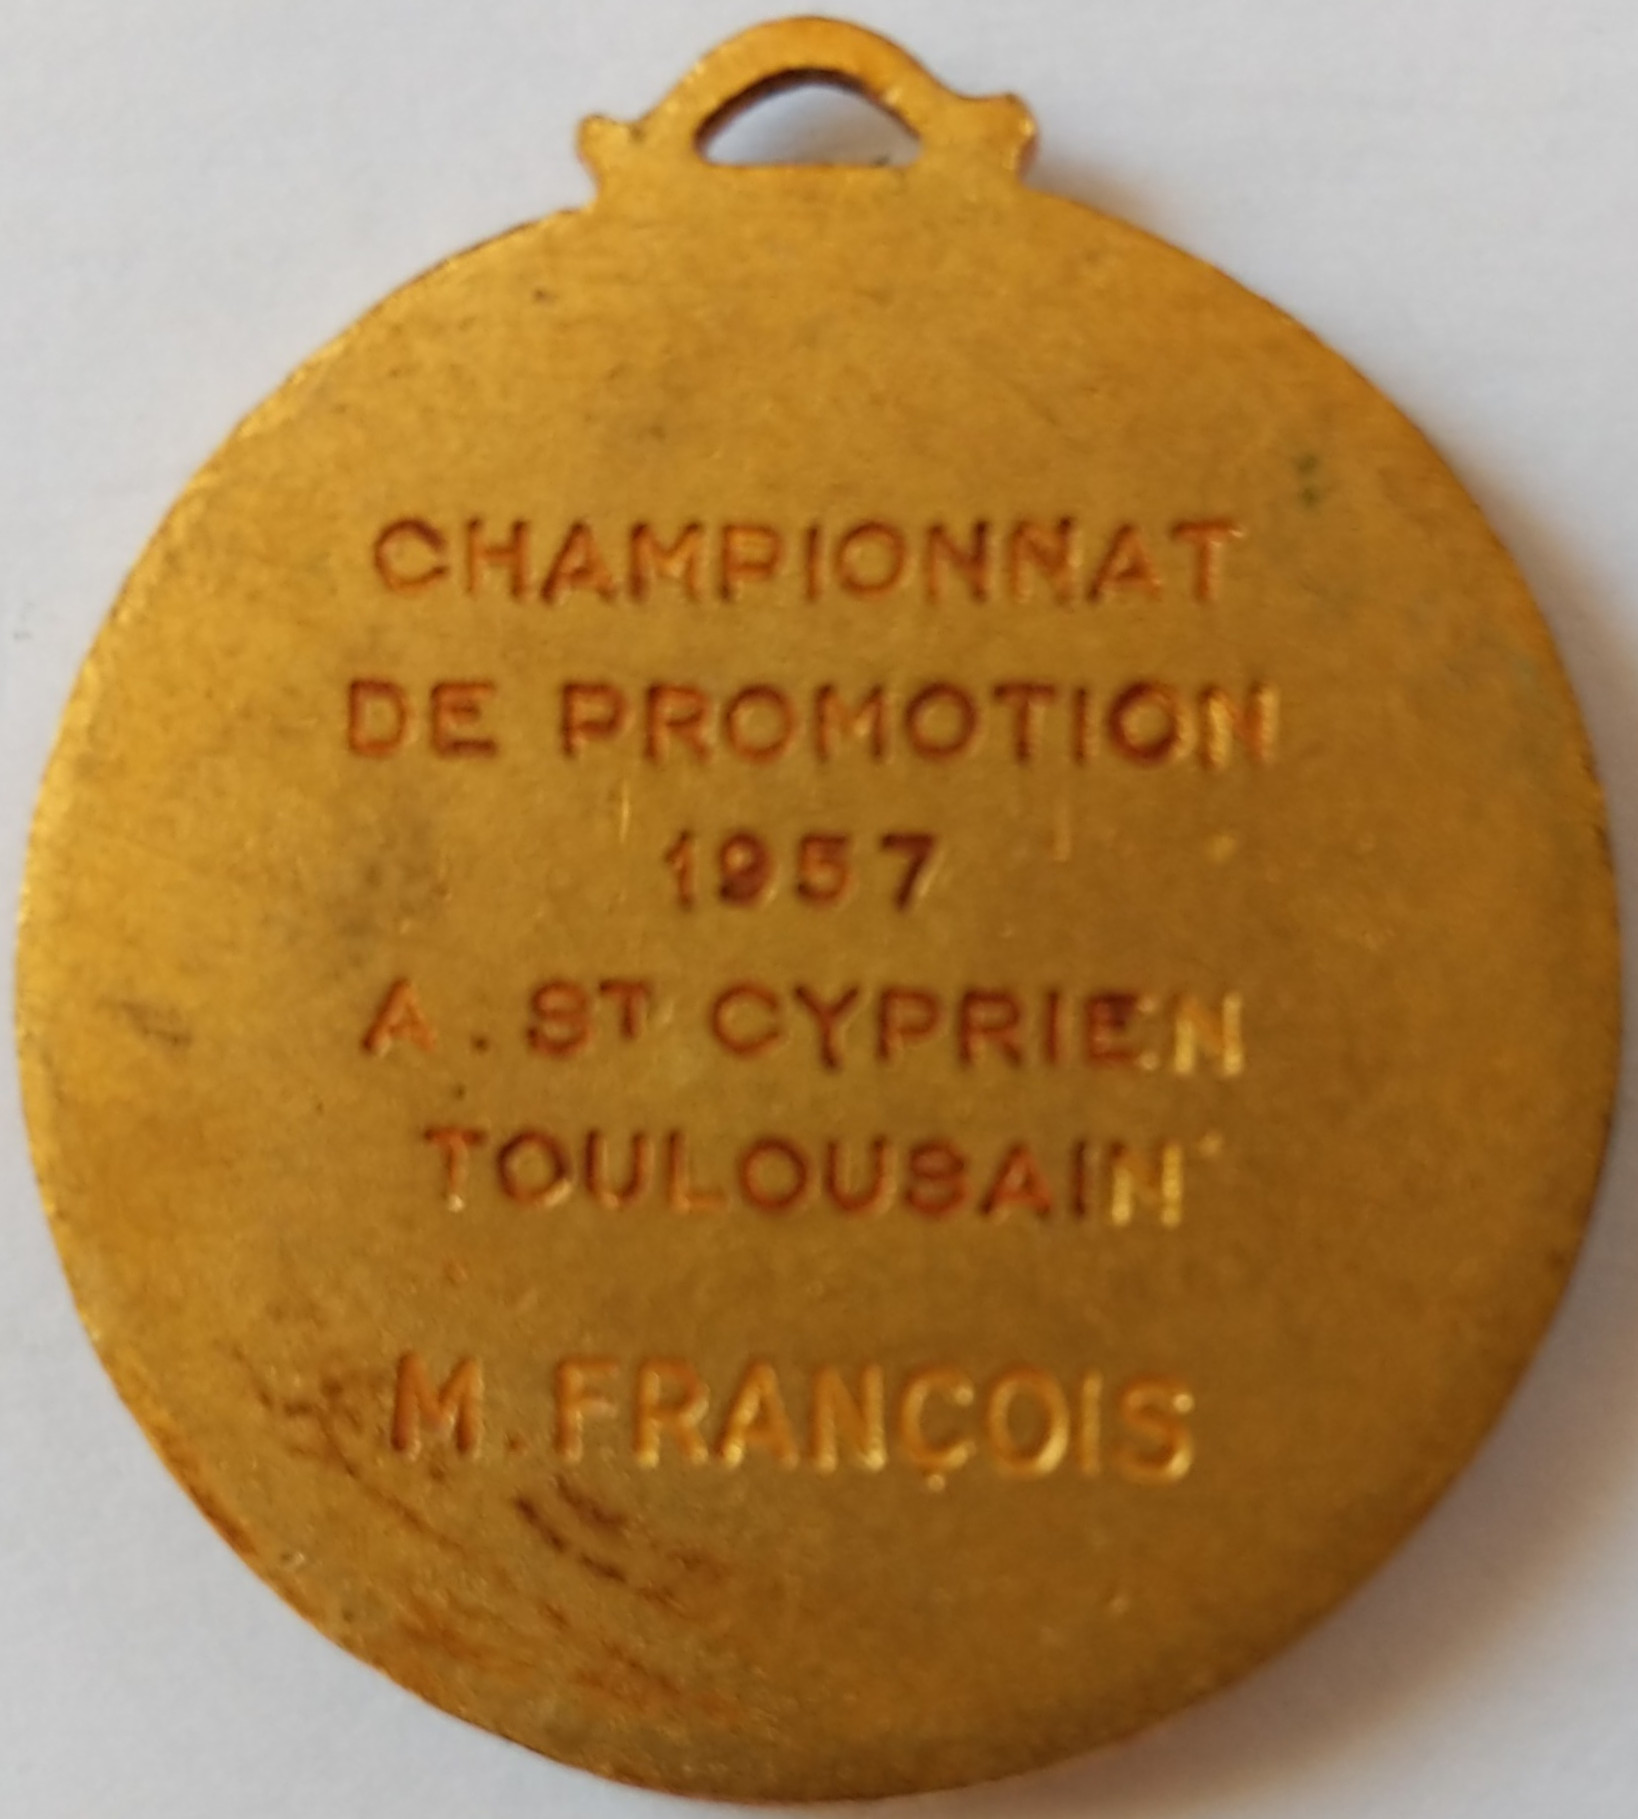 CHAMPIONNAT
DE PROMOTION
1957
A. ST CYPRIEN
TOULOUSAIN
M. FRANÇOIS